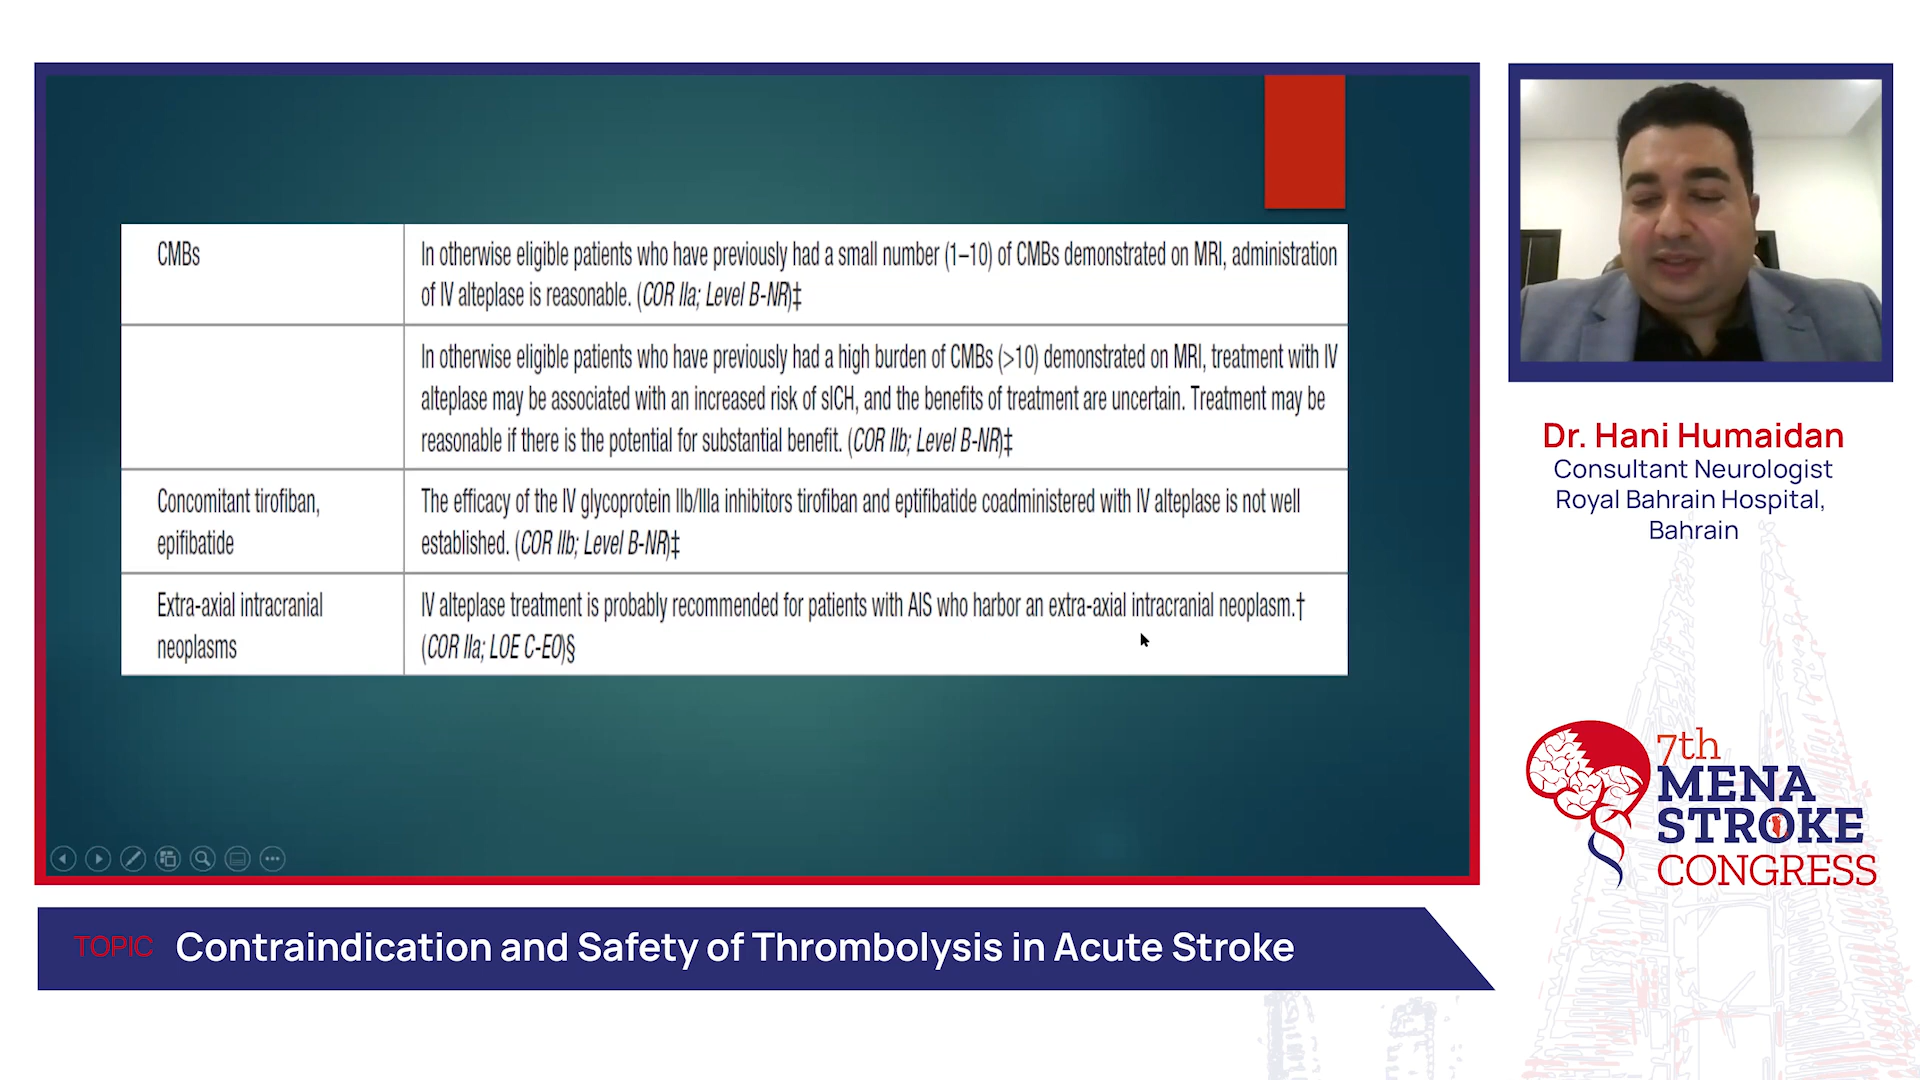 CMBs
In otherwise eligible patients who have previously had a small number (1–10) of CMBs demonstrated on MRI, administration
of IV alteplase is reasonable. (COR IIa; Level B-NR)‡
In otherwise eligible patients who have previously had a high burden of CMBs (>10) demonstrated on MRI, treatment with IV
alteplase may be associated with an increased risk of sICH, and the benefits of treatment are uncertain. Treatment may be
reasonable if there is the potential for substantial benefit. (COR IIb; Level B-NR)‡
Concomitant tirofiban,
epifibatide
The efficacy of the IV glycoprotein IIb/IIIa inhibitors tirofiban and eptifibatide coadministered with IV alteplase is not well
established. (COR IIb; Level B-NR)‡
Extra-axial intracranial
neoplasms
IV alteplase treatment is probably recommended for patients with AIS who harbor an extra-axial intracranial neoplasm.†
(COR IIa; LOE C-EO)§
Dr. Hani Humaidan
Consultant Neurologist
Royal Bahrain Hospital,
Bahrain
7th
MENA
STROKE
CONGRESS
TOPIC Contraindication and Safety of Thrombolysis in Acute Stroke